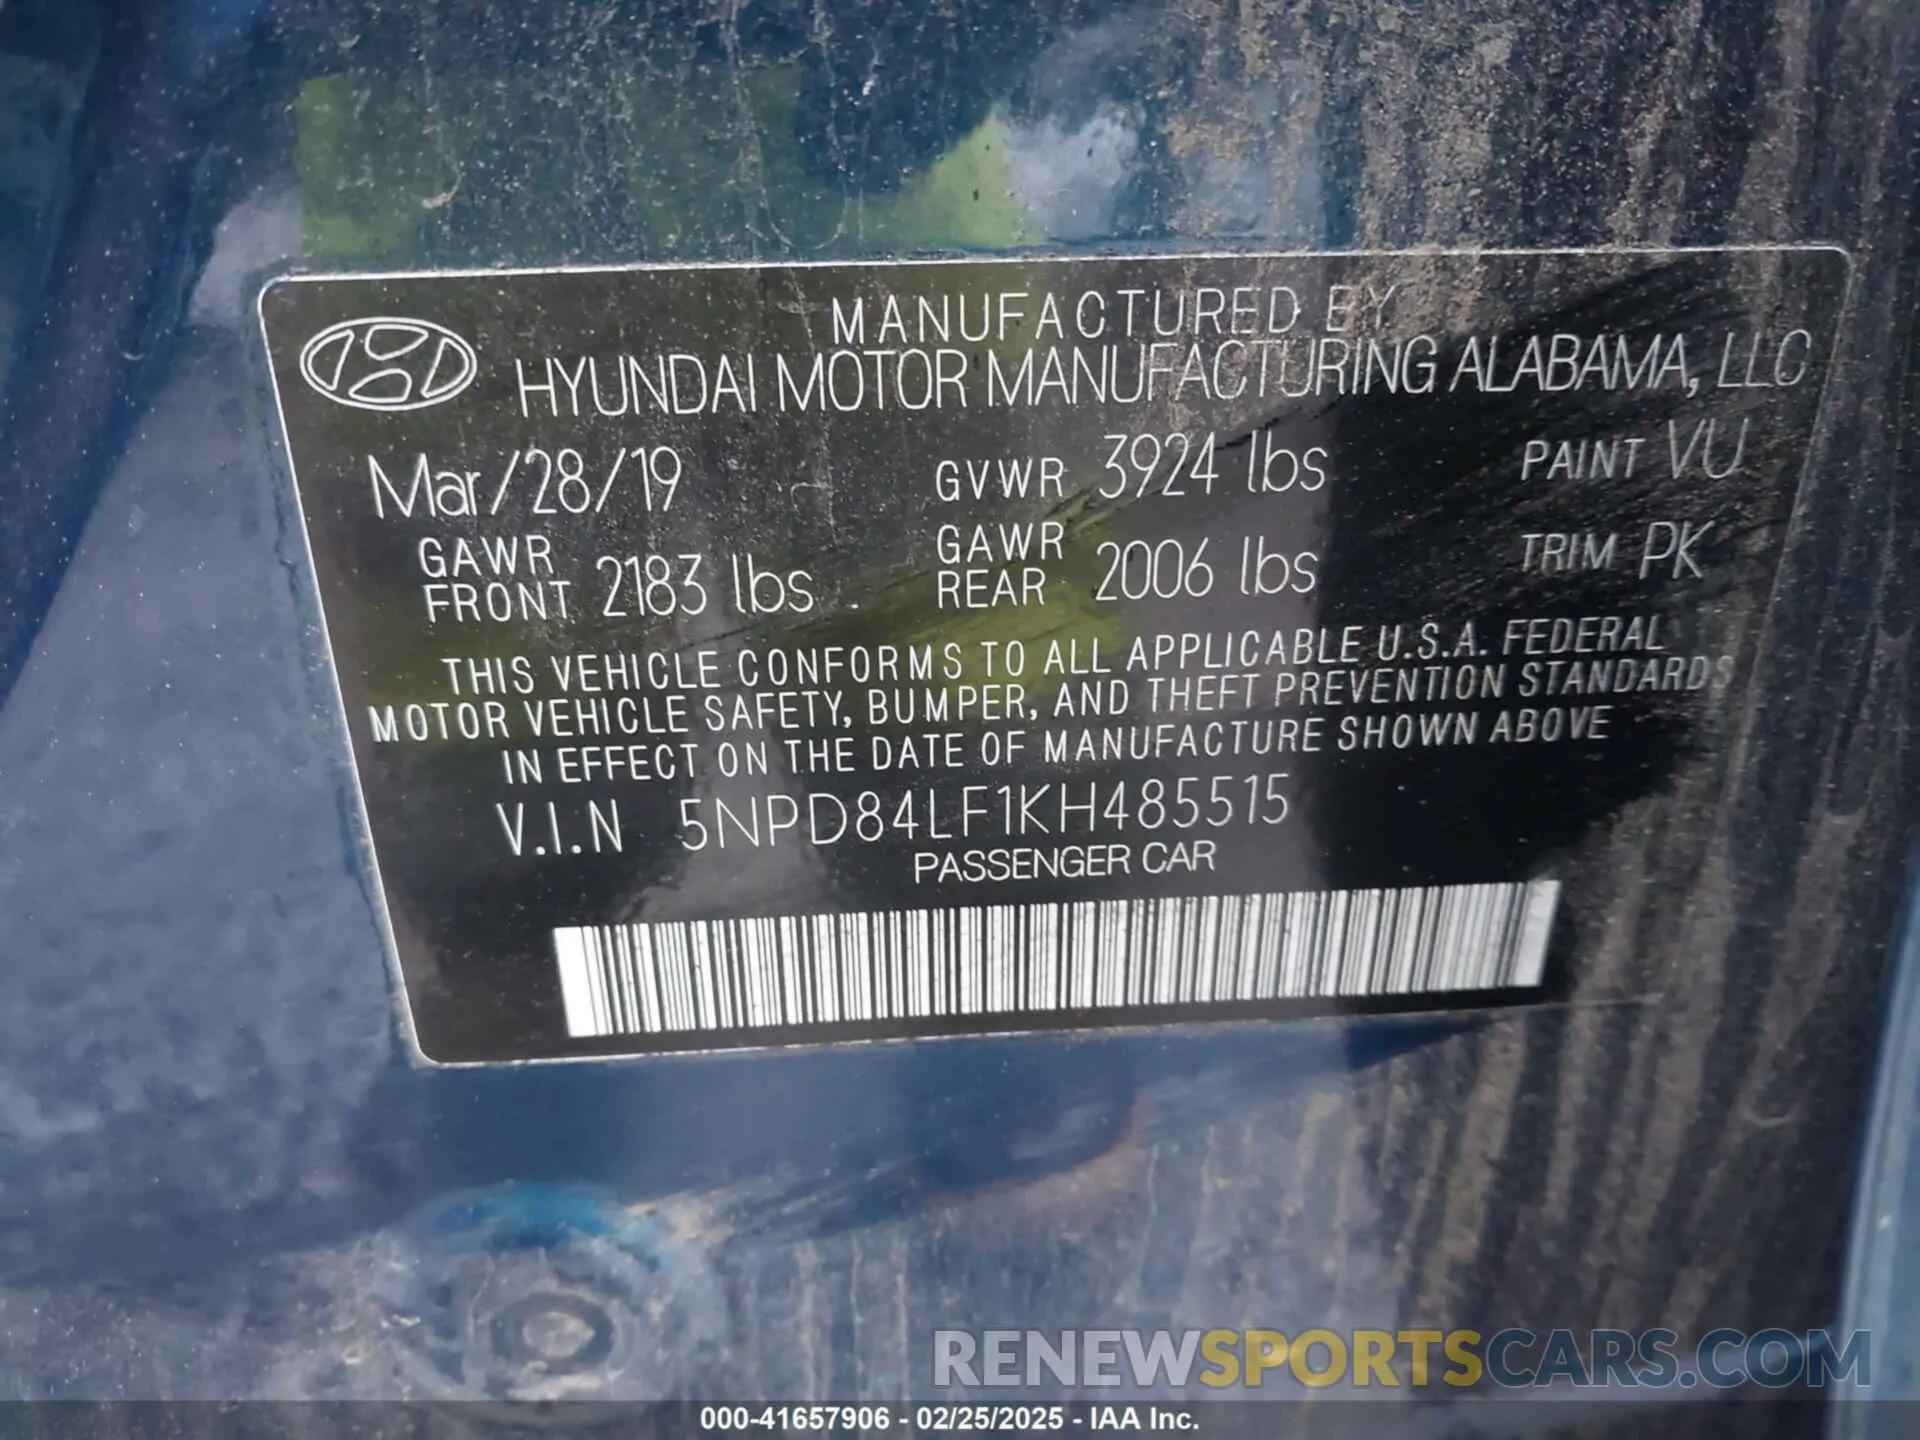 MANUFACTURED BY
HYUNDAI MOTOR MANUFACTURING ALABAMA, LLC
Mar/28/19 GVWR 3924 lbs PAINT VU
GAWR FRONT 2183 lbs GAWR REAR 2006 lbs TRIM PK
THIS VEHICLE CONFORMS TO ALL APPLICABLE U.S.A. FEDERAL
MOTOR VEHICLE SAFETY, BUMPER, AND THEFT PREVENTION STANDARDS
IN EFFECT ON THE DATE OF MANUFACTURE SHOWN ABOVE
V.I.N 5NPD84LF1KH485515
PASSENGER CAR
RENEWSPORTSCARS.COM
000-41657906 - 02/25/2025 - IAA Inc.